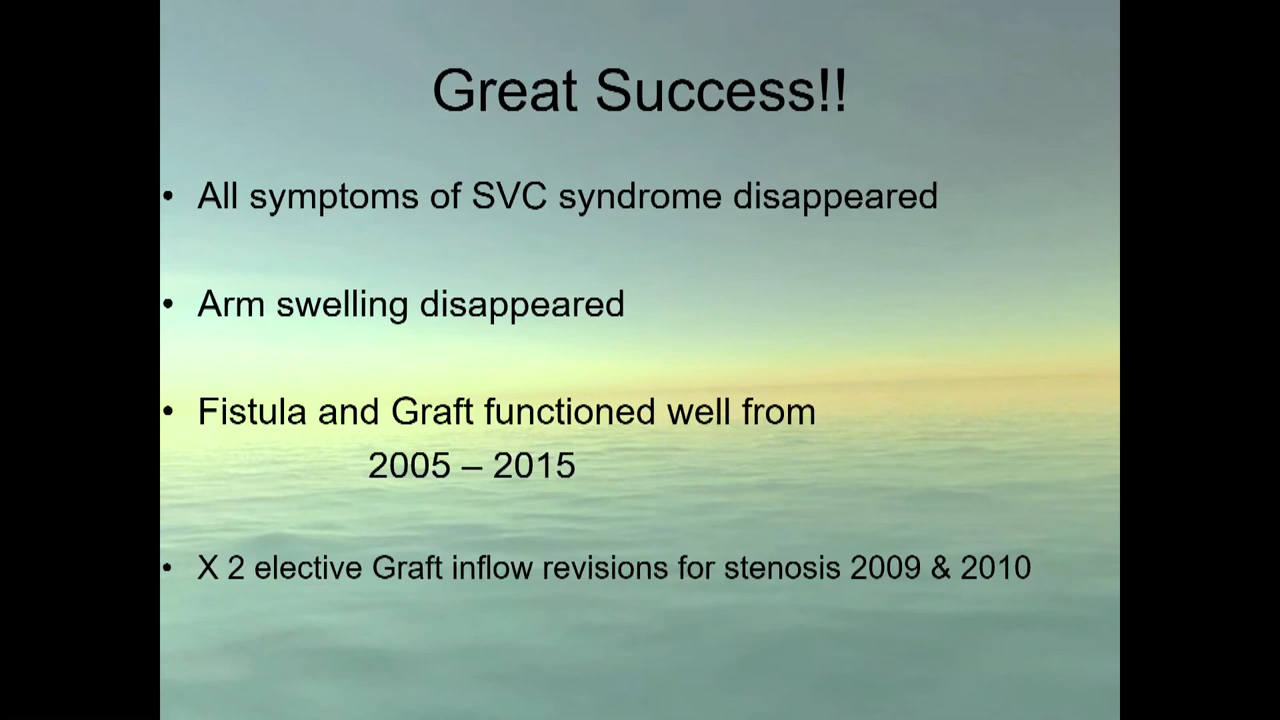 Great Success!!
• All symptoms of SVC syndrome disappeared
• Arm swelling disappeared
• Fistula and Graft functioned well from
2005 – 2015
• X 2 elective Graft inflow revisions for stenosis 2009 & 2010